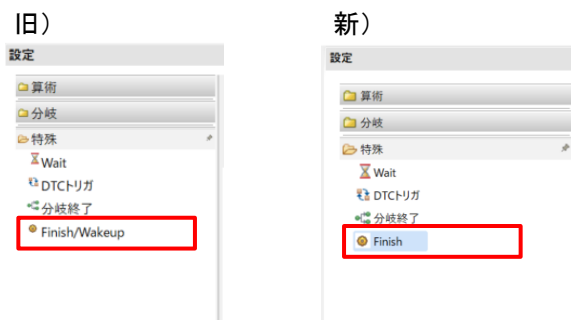 旧）
設定
算術
分岐
特殊
Wait
DTCトリガ
分岐終了
Finish/Wakeup
新）
設定
算術
分岐
特殊
Wait
DTCトリガ
分岐終了
Finish